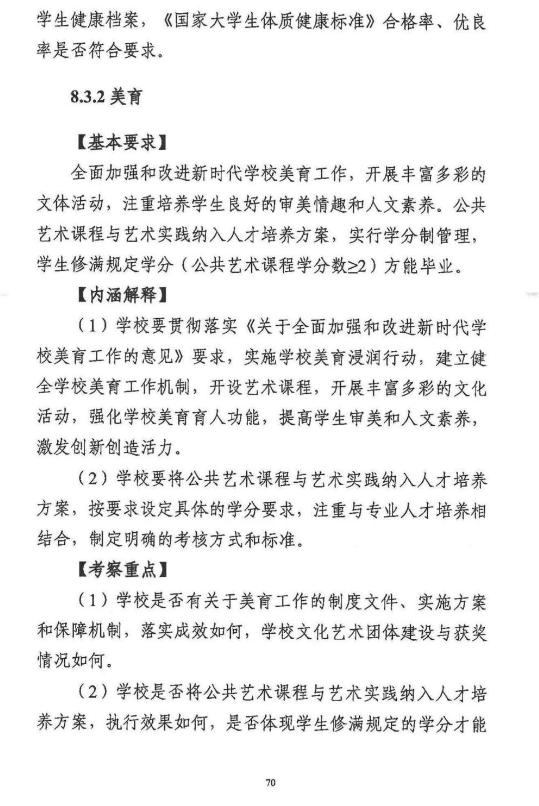 学生健康档案，《国家大学生体质健康标准》合格率、优良
率是否符合要求。
8.3.2 美育
【基本要求】
全面加强和改进新时代学校美育工作，开展丰富多彩的
文体活动，注重培养学生良好的审美情趣和人文素养。公共
艺术课程与艺术实践纳入人才培养方案，实行学分制管理，
学生修满规定学分（公共艺术课程学分数≥2）方能毕业。
【内涵解释】
（1）学校要贯彻落实《关于全面加强和改进新时代学
校美育工作的意见》要求，实施学校美育浸润行动，建立健
全学校美育工作机制，开设艺术课程，开展丰富多彩的文化
活动，强化学校美育育人功能，提高学生审美和人文素养，
激发创新创造活力。
（2）学校要将公共艺术课程与艺术实践纳入人才培养
方案，按要求设定具体的学分要求，注重与专业人才培养相
结合，制定明确的考核方式和标准。
【考察重点】
（1）学校是否有关于美育工作的制度文件、实施方案
和保障机制，落实成效如何，学校文化艺术团体建设与获奖
情况如何。
（2）学校是否将公共艺术课程与艺术实践纳入人才培
养方案，执行效果如何，是否体现学生修满规定的学分才能
70